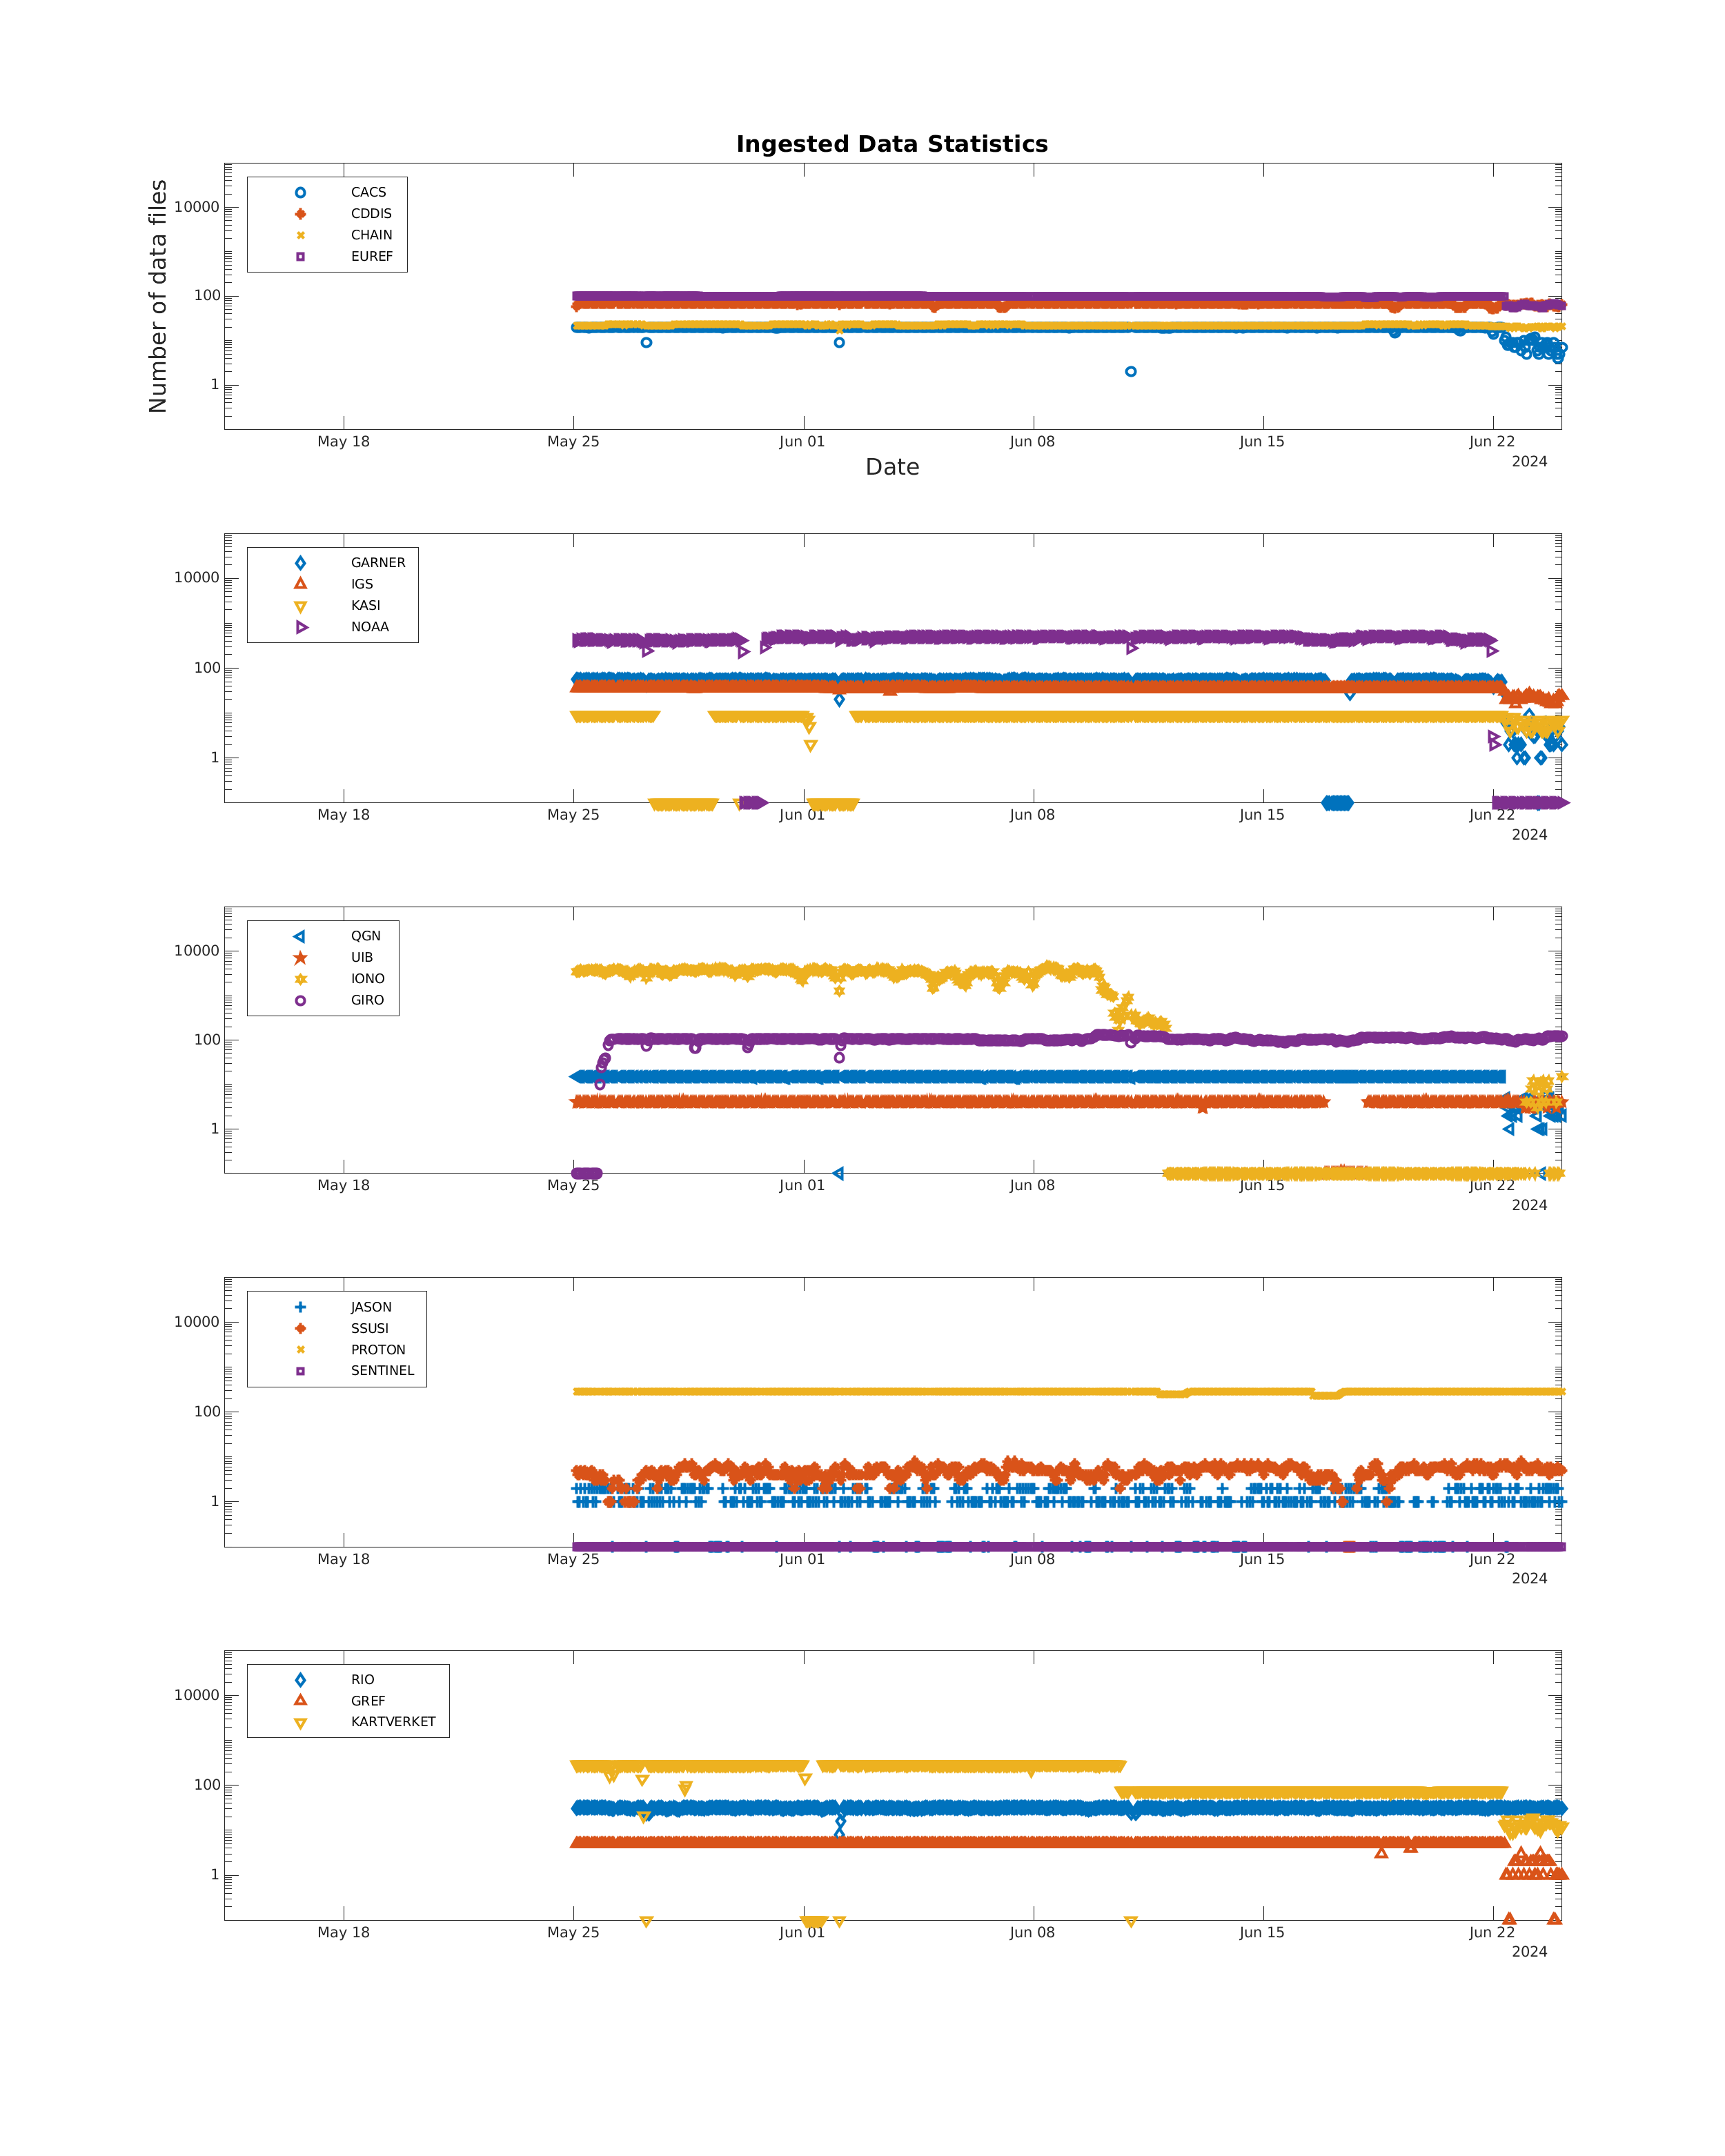 Ingested Data Statistics
Number of data files
10000
100
1
CACS
CDDIS
CHAIN
EUREF
May 18 May 25 Jun 01 Jun 08 Jun 15 Jun 22
2024
Date
10000
100
1
GARNER
IGS
KASI
NOAA
May 18 May 25 Jun 01 Jun 08 Jun 15 Jun 22
2024
10000
100
1
QGN
UIB
IONO
GIRO
May 18 May 25 Jun 01 Jun 08 Jun 15 Jun 22
2024
10000
100
1
JASON
SSUSI
PROTON
SENTINEL
May 18 May 25 Jun 01 Jun 08 Jun 15 Jun 22
2024
10000
100
1
RIO
GREF
KARTVERKET
May 18 May 25 Jun 01 Jun 08 Jun 15 Jun 22
2024